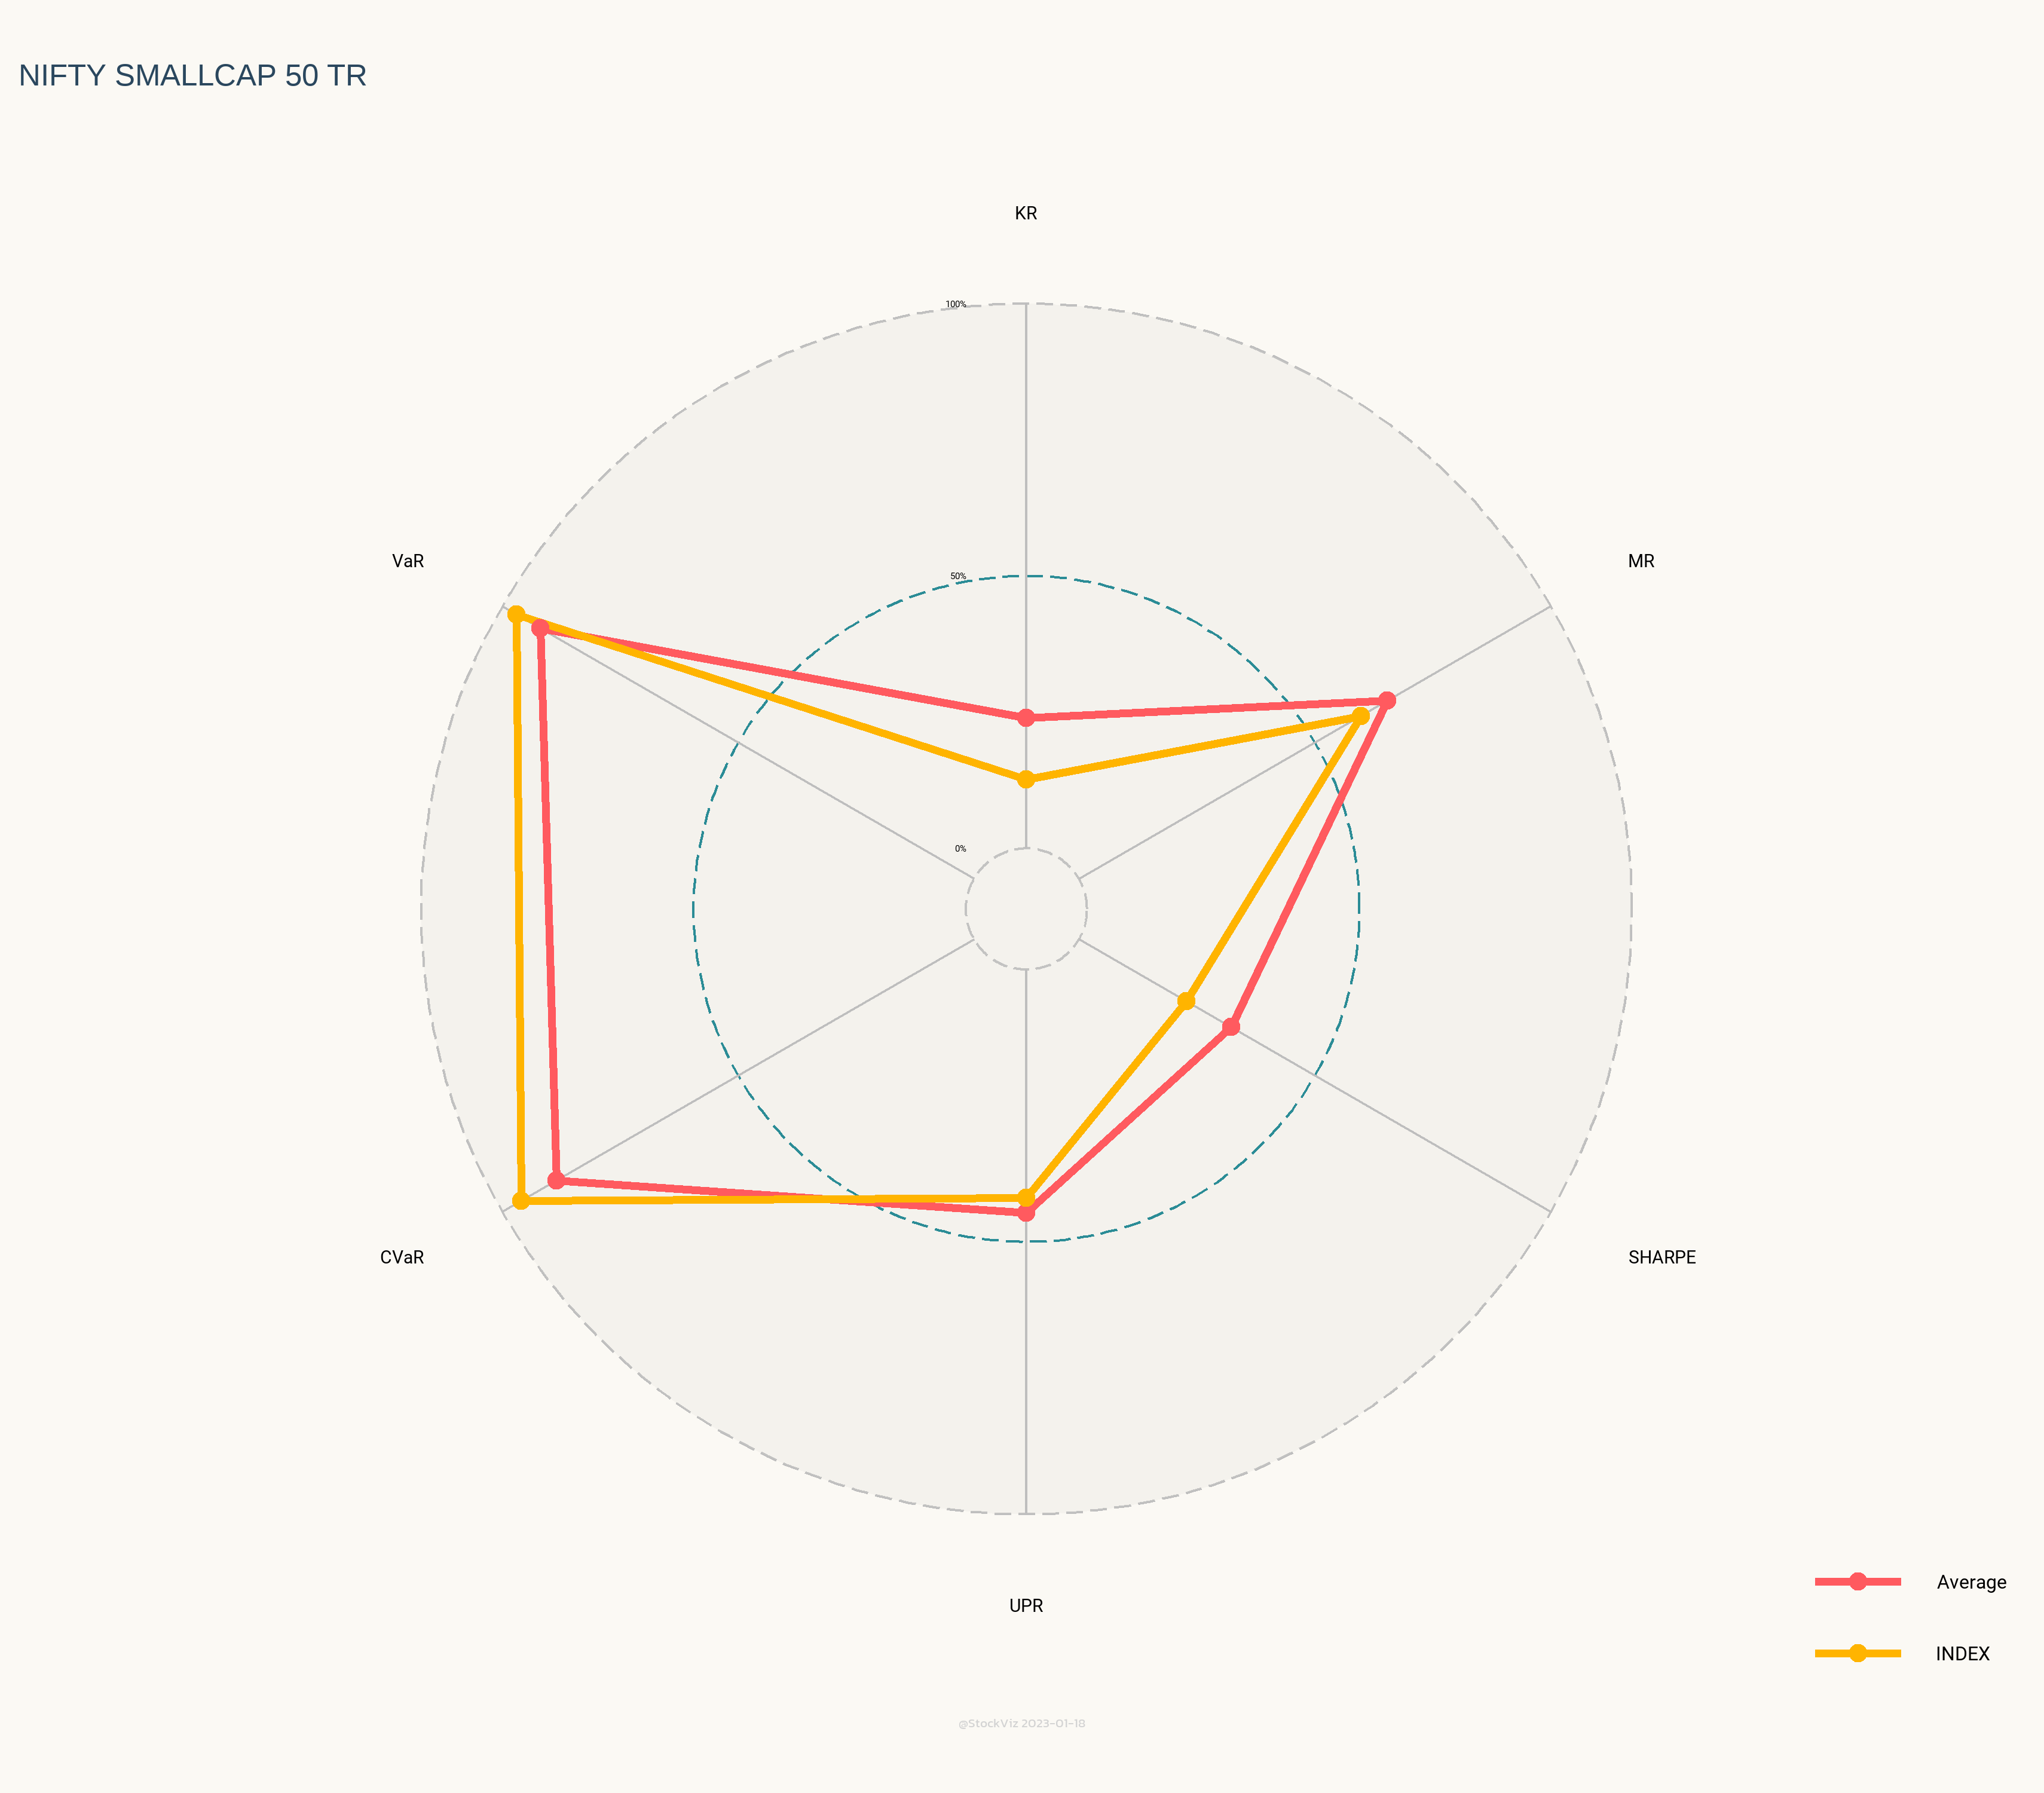 NIFTY SMALLCAP 50 TR
KR
100%
VaR
MR
50%
0%
CVaR
SHARPE
UPR
Average
INDEX
@StockViz 2023-01-18